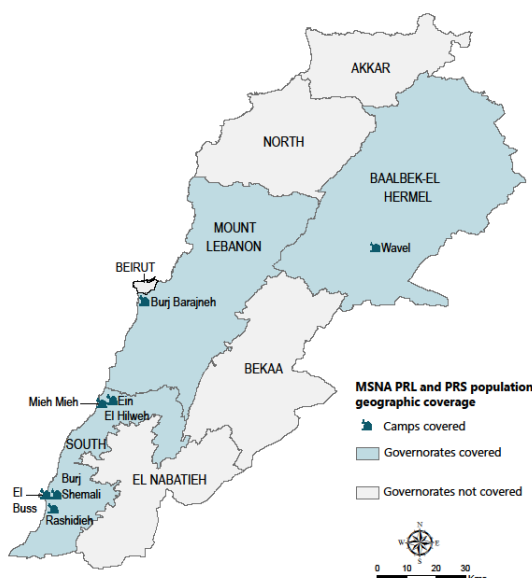 AKKAR
NORTH
BAALBEK-EL
HERMEL
MOUNT
LEBANON
Wavel
BEIRUT
Burj Barajneh
BEKAA
MSNA PRL and PRS population
geographic coverage
Camps covered
Governorates covered
Governorates not covered
Mieh Mieh
Ein
El Hilweh
SOUTH
EL NABATIEH
Burj
Shemali
El
Buss
Rashidieh
N
W
E
S
0 10 20 30
Kms